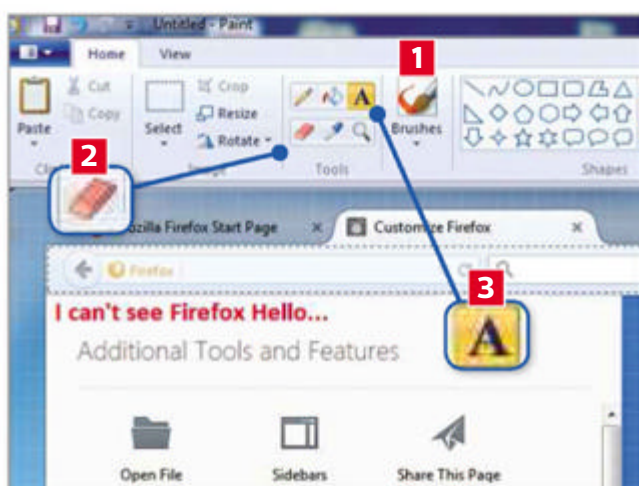 Untitled - Paint
Home View
Cut
Copy
Paste
Select
Crop
Resize
Rotate
A
1
Brushes
Tools
Shapes
2
Mozilla Firefox Start Page × Customize Firefox ×
Firefox
3
A
I can't see Firefox Hello...
Additional Tools and Features
Open File Sidebars Share This Page